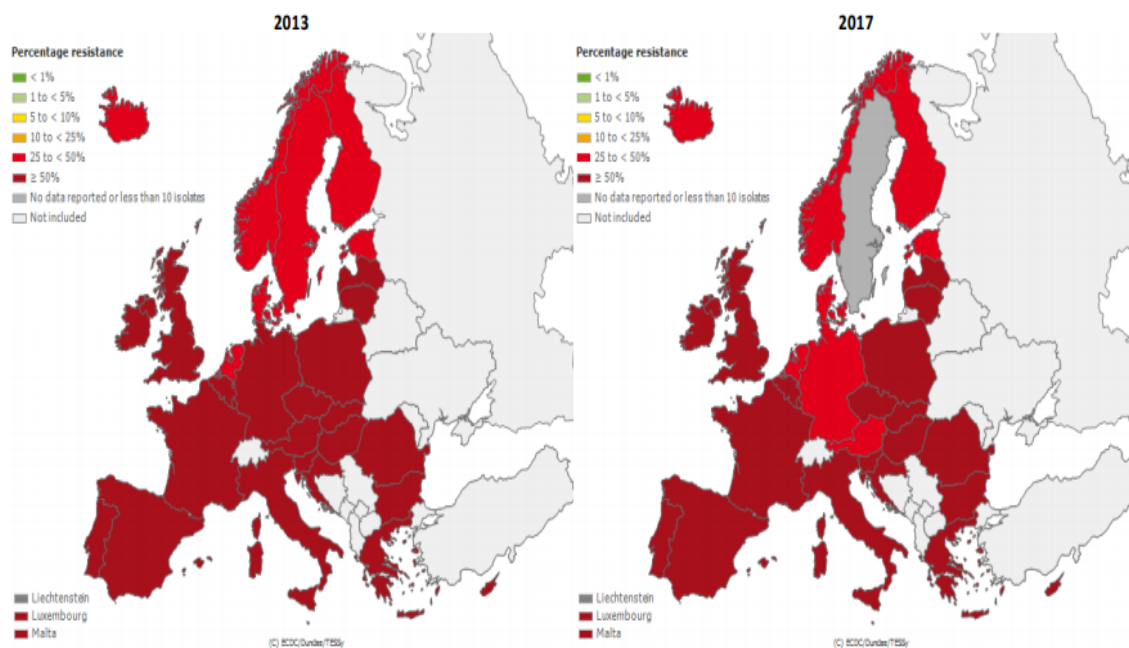 2013
Percentage resistance
< 1%
1 to < 5%
5 to < 10%
10 to < 25%
25 to < 50%
≥ 50%
No data reported or less than 10 isolates
Not included
Liechtenstein
Luxembourg
Malta
(C) ECDC/Dundas/TESSy
2017
Percentage resistance
< 1%
1 to < 5%
5 to < 10%
10 to < 25%
25 to < 50%
≥ 50%
No data reported or less than 10 isolates
Not included
Liechtenstein
Luxembourg
Malta
(C) ECDC/Dundas/TESSy